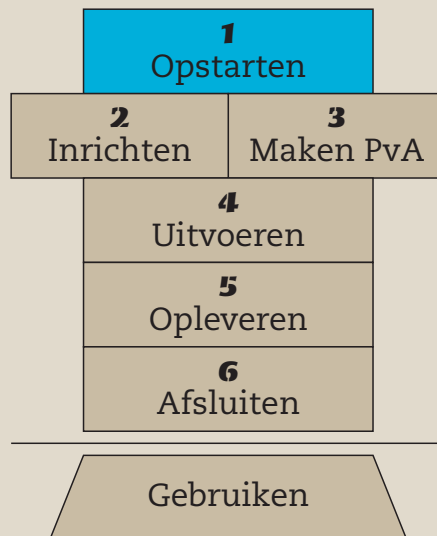 1
Opstarten
2
Inrichten
3
Maken PvA
4
Uitvoeren
5
Opleveren
6
Afsluiten
Gebruiken